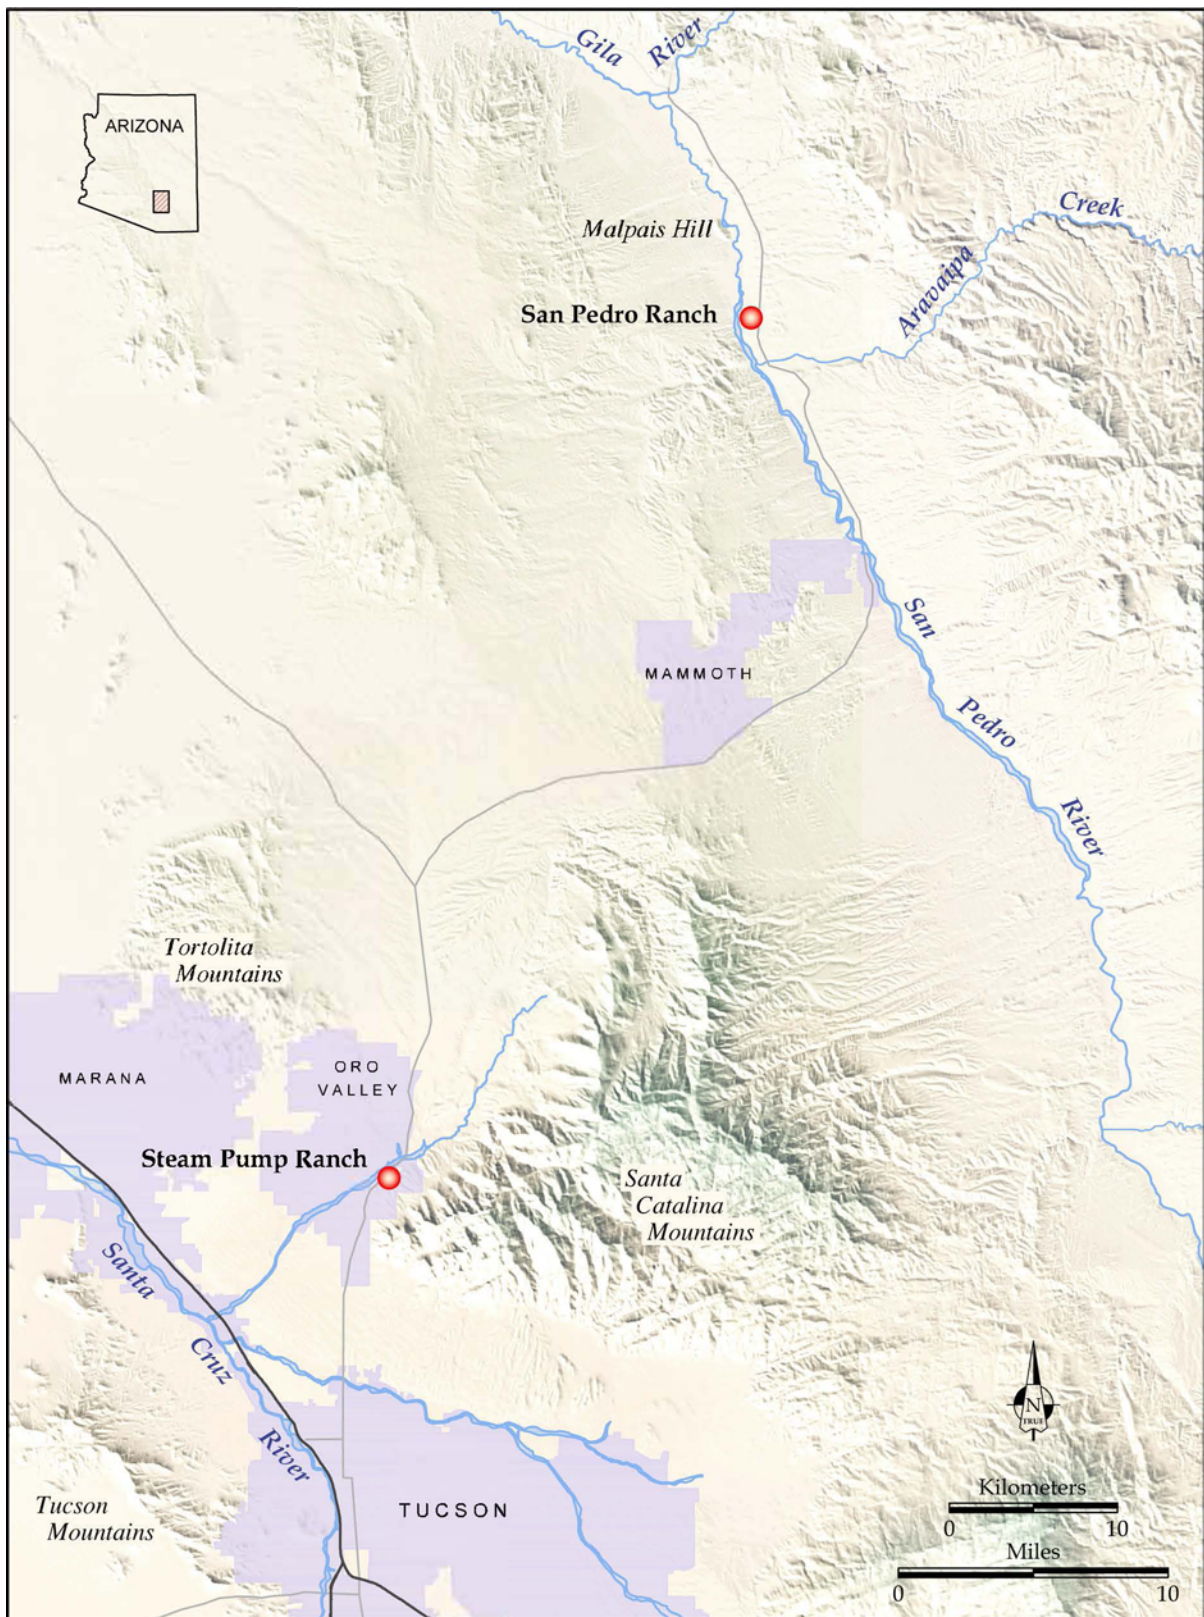 Gila
River
ARIZONA
Creek
Malpais Hill
Aravaipa
San Pedro Ranch
San
MAMMOTH
Pedro
River
Tortolita
Mountains
ORO
VALLEY
MARANA
Steam Pump Ranch
Santa
Catalina
Mountains
Santa
Cruz
River
N
TRUE
Kilometers
0 10
Miles
0 10
TUCSON
Tucson
Mountains